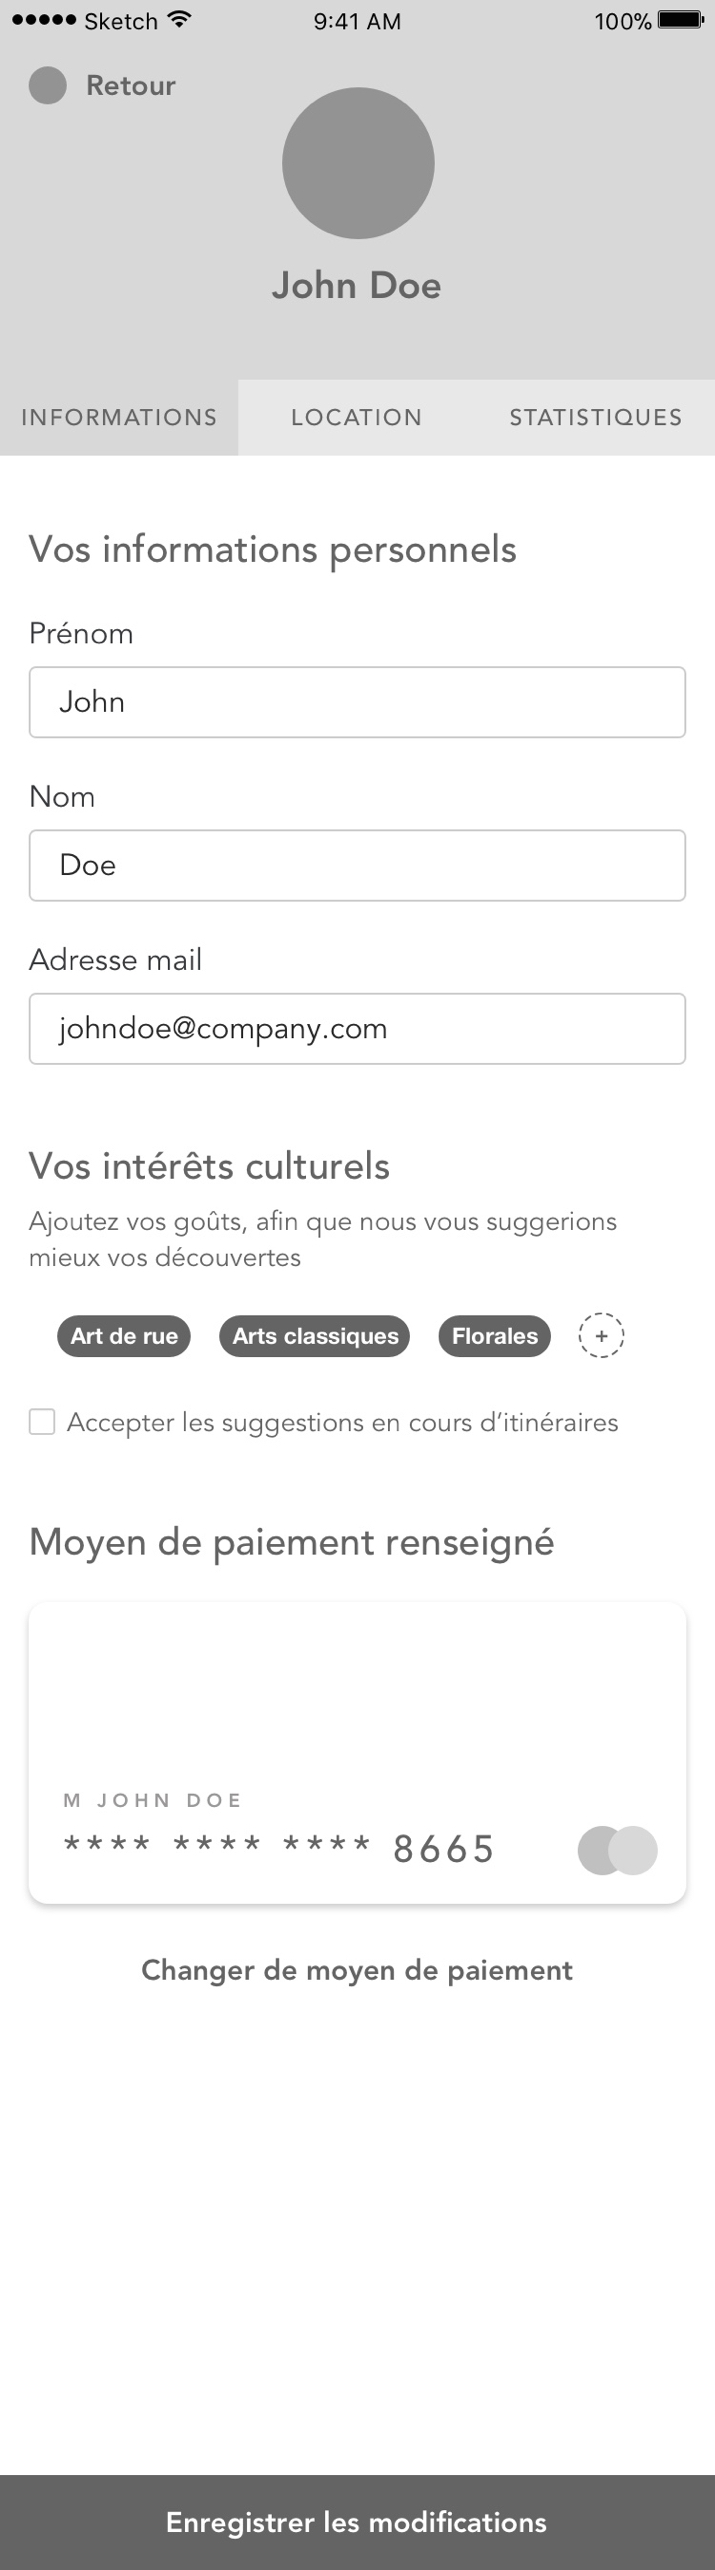 Sketch 9:41 AM 100%
Retour
John Doe
INFORMATIONS LOCATION STATISTIQUES
Vos informations personnels
Prénom
John
Nom
Doe
Adresse mail
johndoe@company.com
Vos intérêts culturels
Ajoutez vos goûts, afin que nous vous suggerions
mieux vos découvertes
Art de rue Arts classiques Florales +
Accepter les suggestions en cours d’itinéraires
Moyen de paiement renseigné
M JOHN DOE
**** **** **** 8665
Changer de moyen de paiement
Enregistrer les modifications